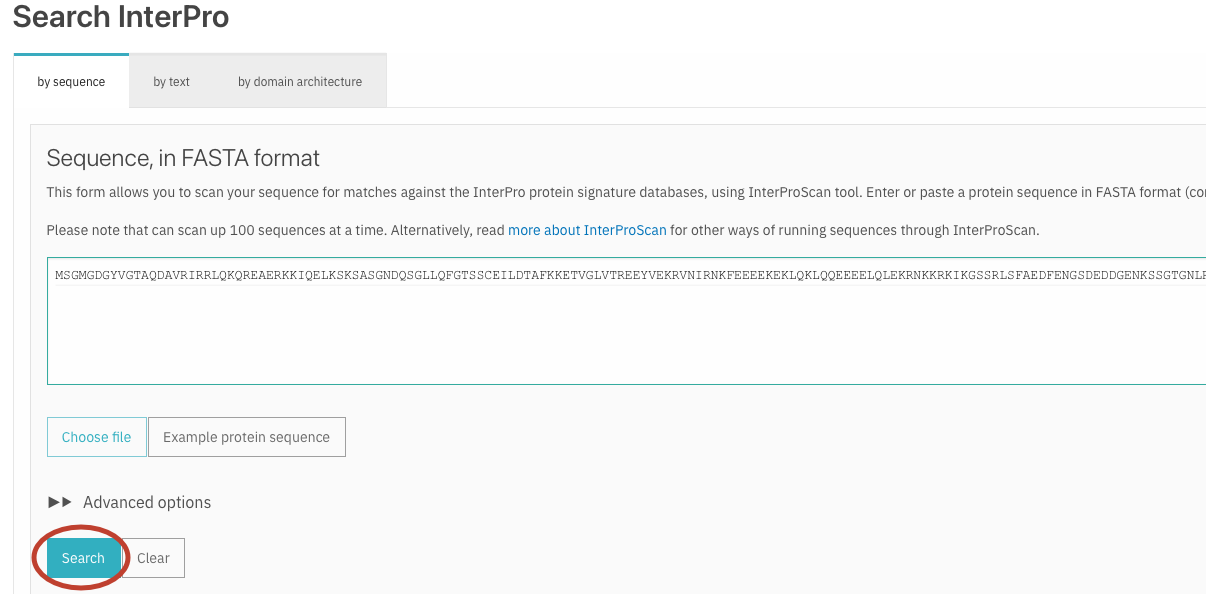 Search InterPro
by sequence by text by domain architecture
Sequence, in FASTA format
This form allows you to scan your sequence for matches against the InterPro protein signature databases, using InterProScan tool. Enter or paste a protein sequence in FASTA format (co
Please note that can scan up 100 sequences at a time. Alternatively, read more about InterProScan for other ways of running sequences through InterProScan.
MSGMGDGYVGTAQDAVRIRRLQKQREAERKKIQELKSKSASGNDQSGLLQFGTSSCEILDTAFKKETVGLVTREEYVEKRVNIRNKFEEEEKEKLQKLQQEEEELQLEKRNKKRKIKGSSRLSFAEDFENGSDEDDGENKSSGTGNLR
Choose file Example protein sequence
Advanced options
Search Clear